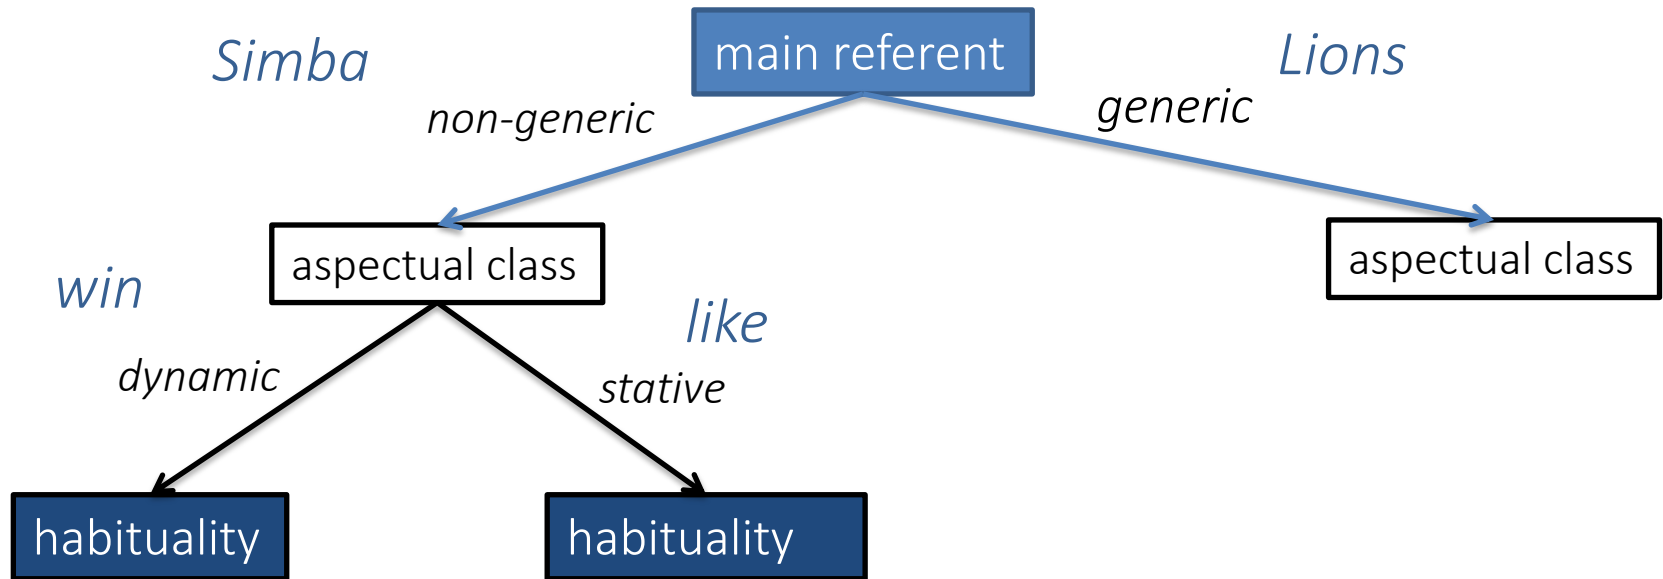 Simba
main referent
Lions
non-generic
generic
aspectual class
aspectual class
win
like
dynamic
stative
habituality
habituality